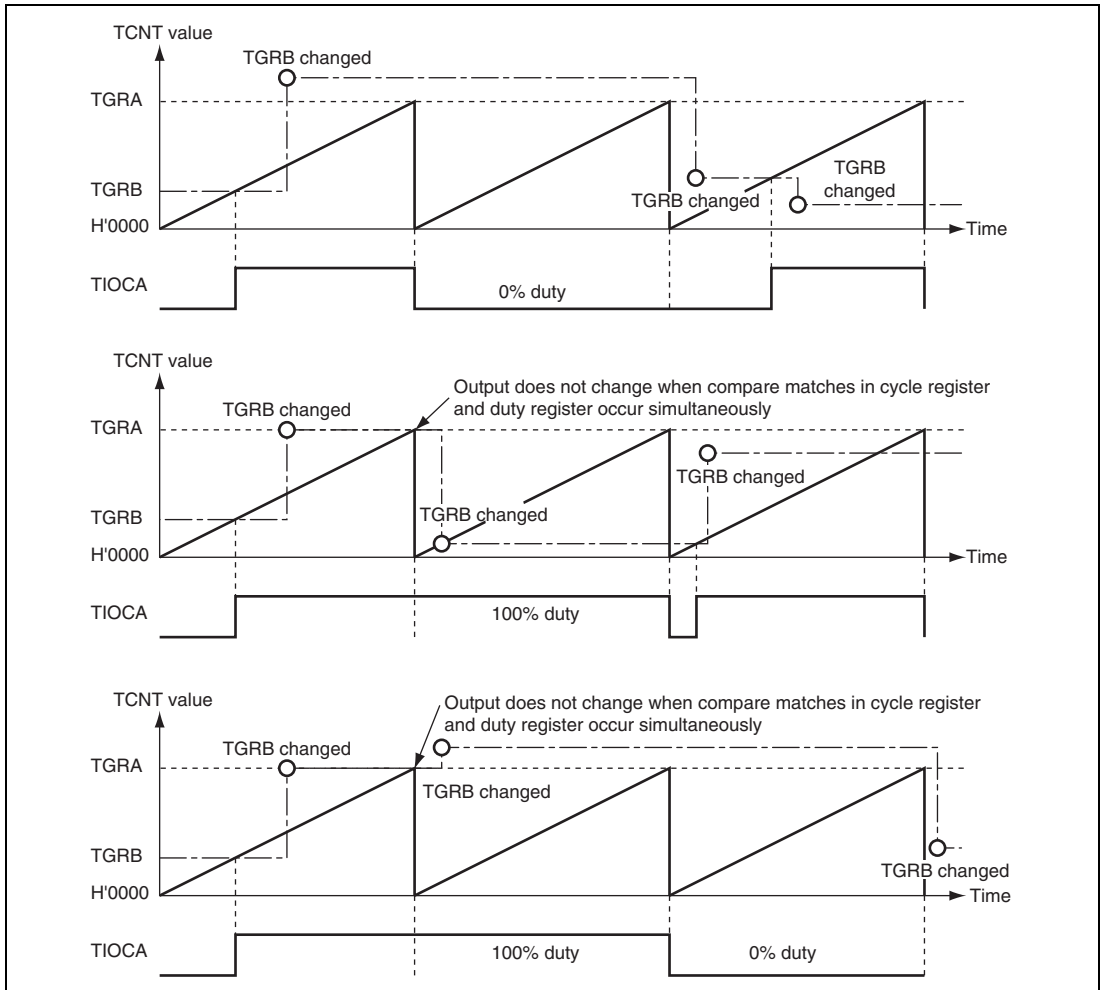 TCNT value
TGRB changed
TGRA
TGRB
TGRB changed
TGRB
changed
H'0000
Time
TIOCA
0% duty
TCNT value
Output does not change when compare matches in cycle register
and duty register occur simultaneously
TGRB changed
TGRA
TGRB changed
TGRB
TGRB changed
H'0000
Time
TIOCA
100% duty
TCNT value
Output does not change when compare matches in cycle register
and duty register occur simultaneously
TGRB changed
TGRA
TGRB changed
TGRB
TGRB changed
H'0000
Time
TIOCA
100% duty
0% duty